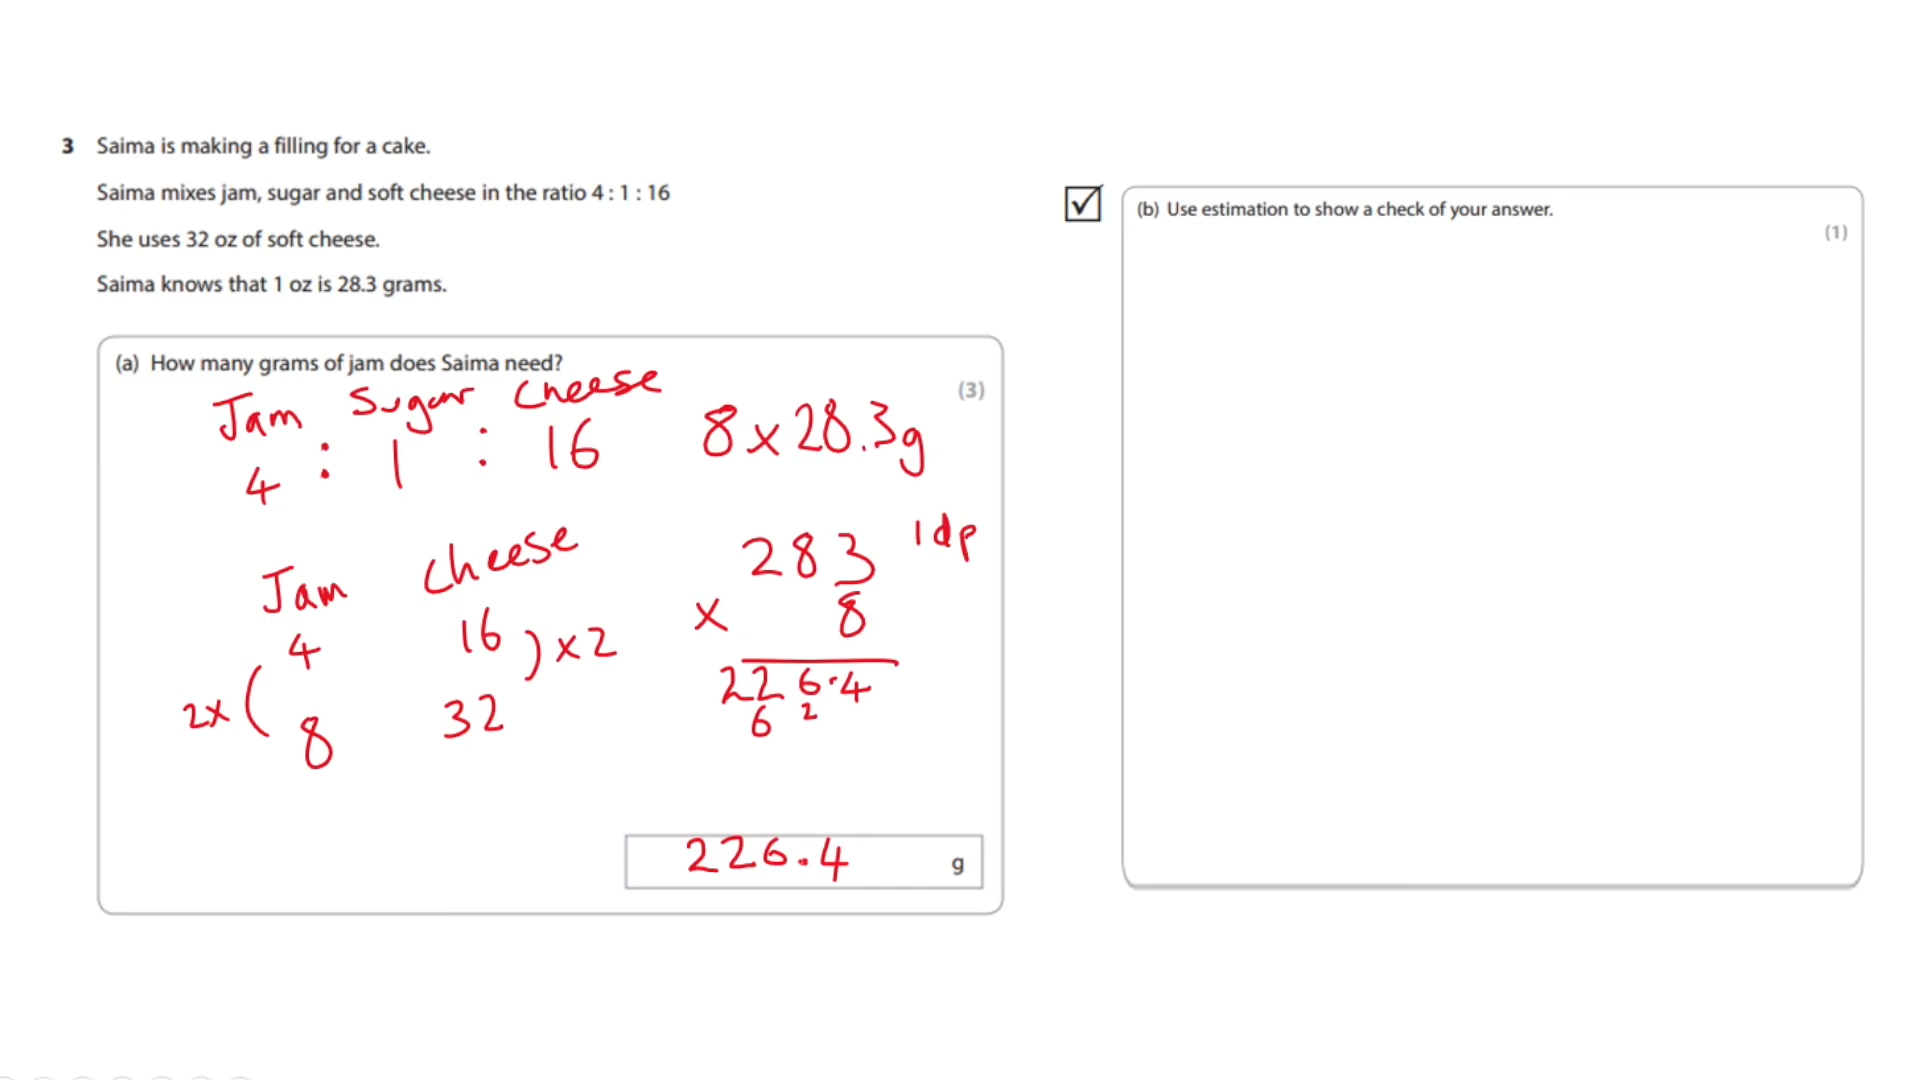 3 Saima is making a filling for a cake.
Saima mixes jam, sugar and soft cheese in the ratio 4 : 1 : 16
She uses 32 oz of soft cheese.
Saima knows that 1 oz is 28.3 grams.
(a) How many grams of jam does Saima need?
(3)
Jam Sugar Cheese
4 : 1 : 16
Jam Cheese
4 16 ) x2
2x ( 8 32
8 x 28.3g
283 1dp
x 8
226.4
6 2
226.4 g
(b) Use estimation to show a check of your answer.
(1)